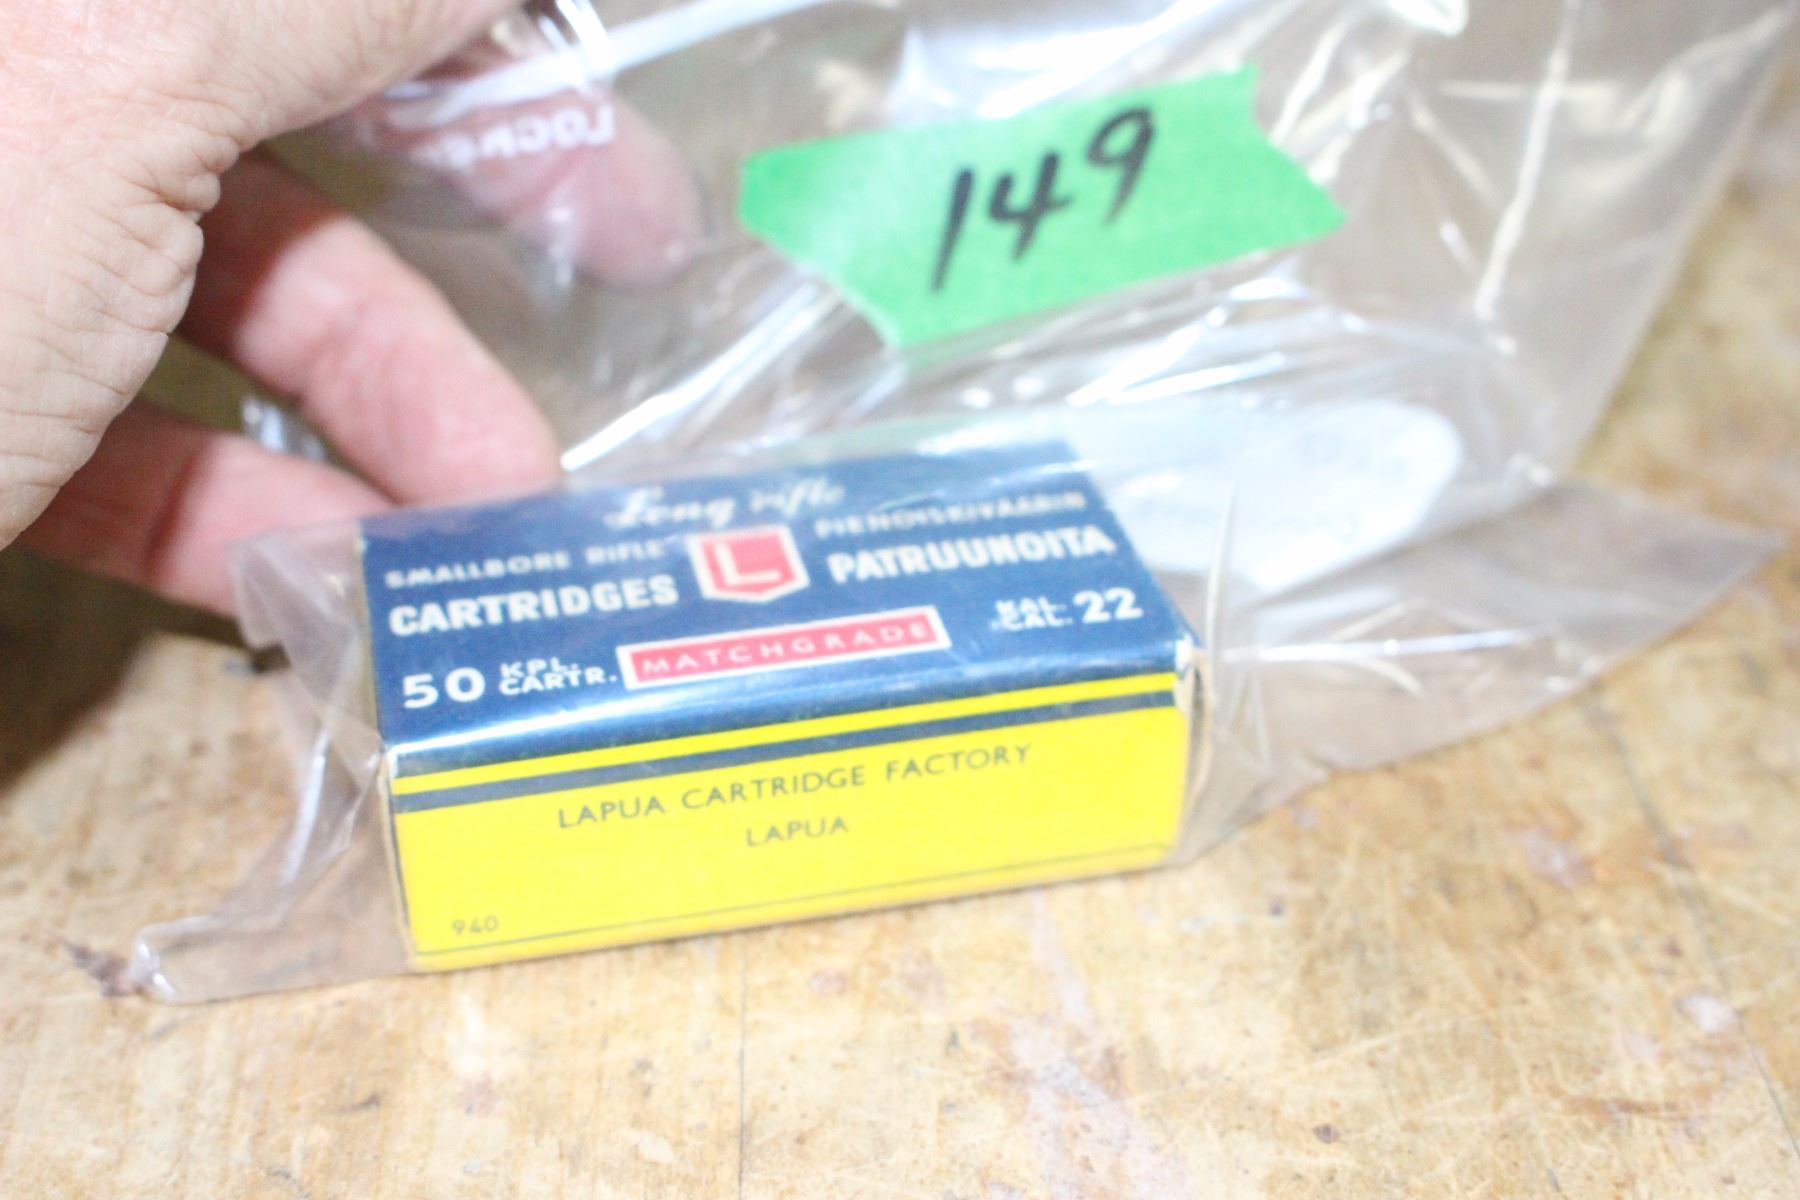 149
Long rifle
SMALLBORE RIFLE
CARTRIDGES
L
PIENOISKIVÄÄRIN
PATRUUNOITA
50 KPL.
CARTR.
MATCHGRADE
KAL.
CAL. 22
LAPUA CARTRIDGE FACTORY
LAPUA
940